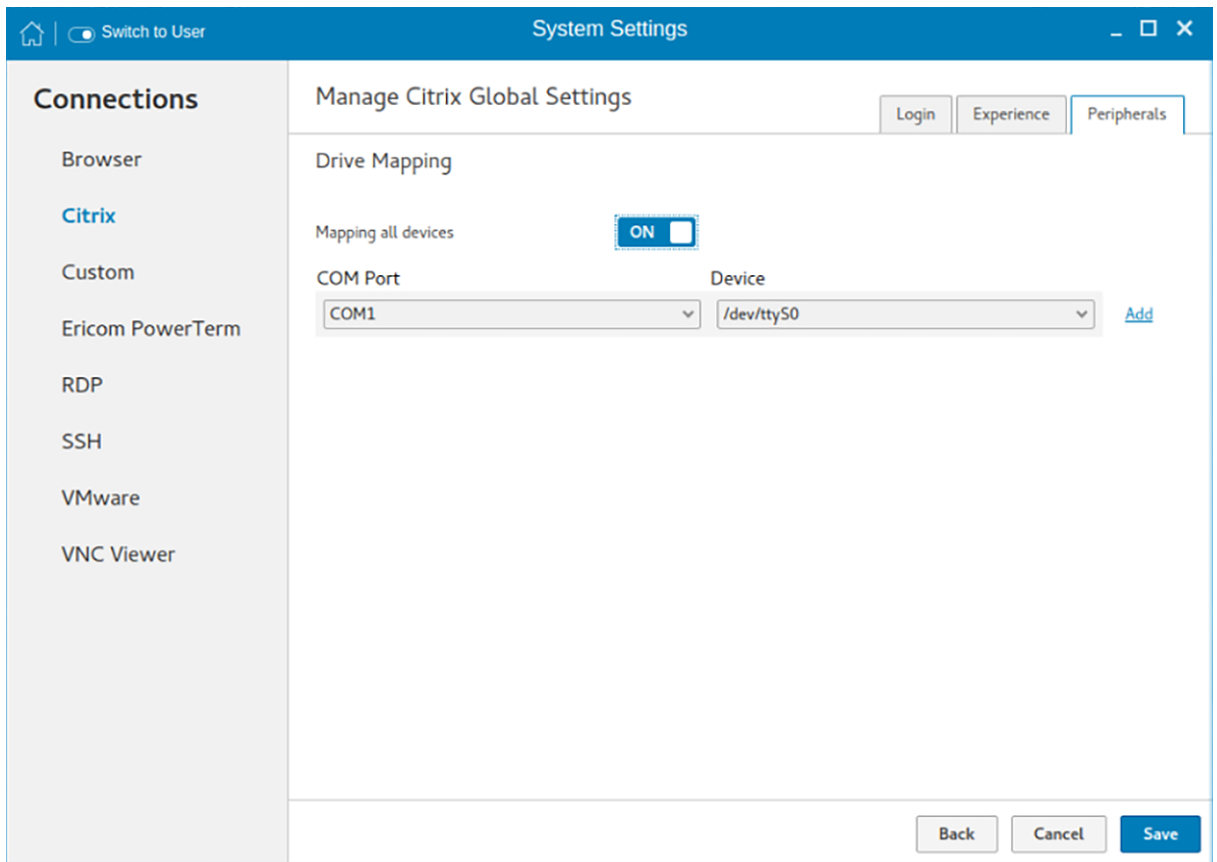 Switch to User
System Settings
Connections
Browser
Citrix
Custom
Ericom PowerTerm
RDP
SSH
VMware
VNC Viewer
Manage Citrix Global Settings
Login Experience Peripherals
Drive Mapping
Mapping all devices ON
COM Port Device
COM1 /dev/ttyS0 Add
Back Cancel Save